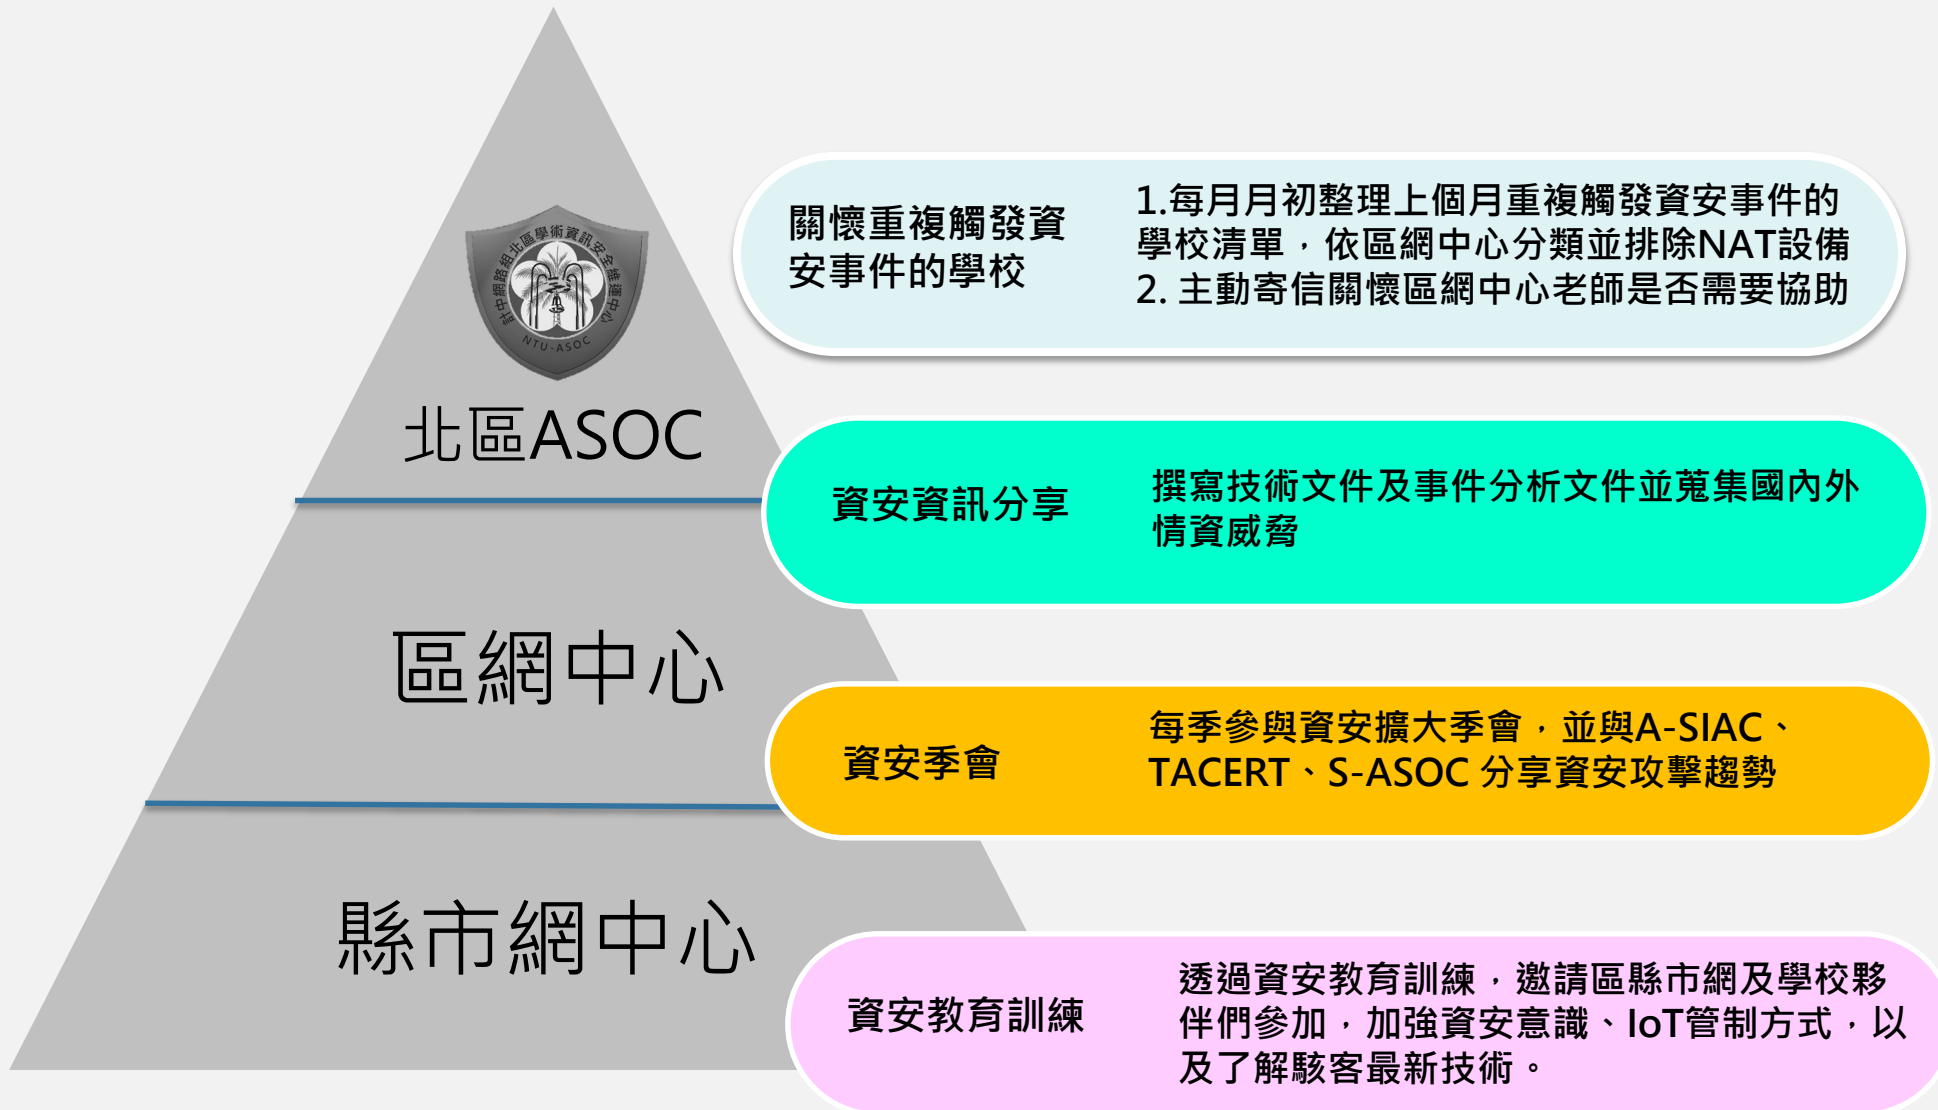 計中網路組北區學術資訊安全維運中心
NTU-ASOC
北區ASOC
區網中心
縣市網中心
關懷重複觸發資
安事件的學校
1.每月月初整理上個月重複觸發資安事件的
學校清單，依區網中心分類並排除NAT設備
2. 主動寄信關懷區網中心老師是否需要協助
資安資訊分享
撰寫技術文件及事件分析文件並蒐集國內外
情資威脅
資安季會
每季參與資安擴大季會，並與A-SIAC、
TACERT、S-ASOC 分享資安攻擊趨勢
資安教育訓練
透過資安教育訓練，邀請區縣市網及學校夥
伴們參加，加強資安意識、IoT管制方式，以
及了解駭客最新技術。